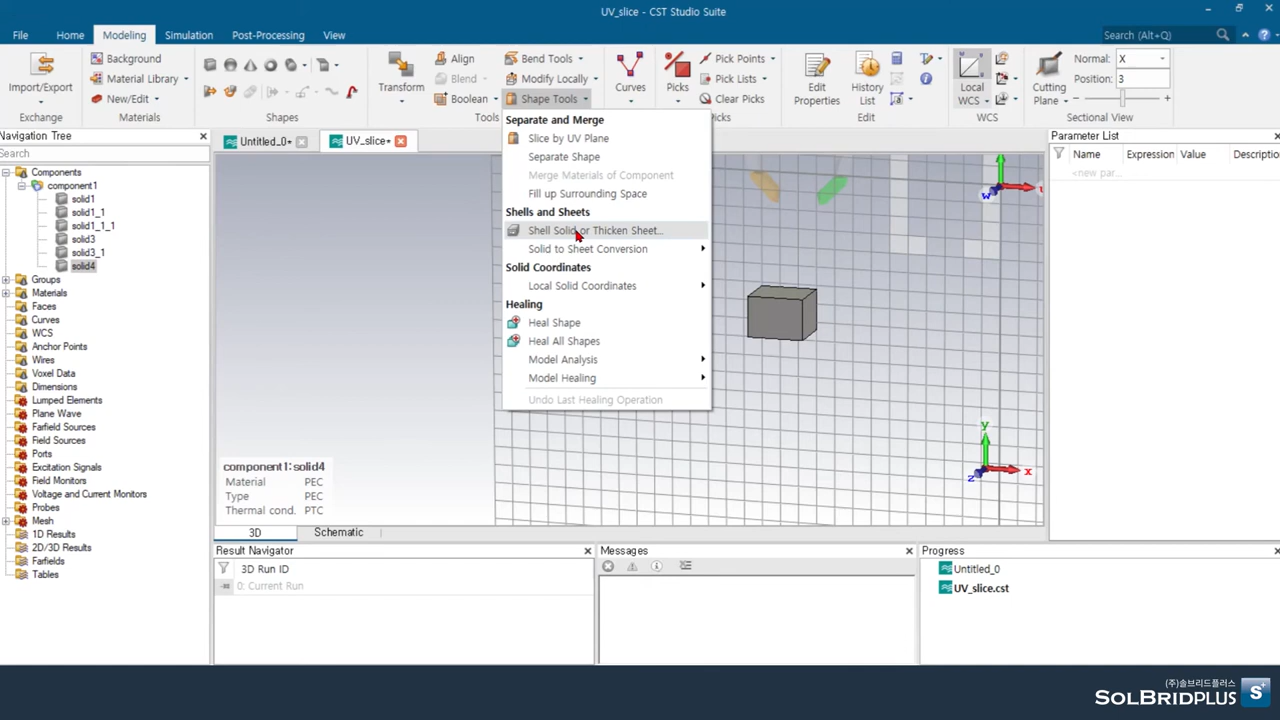 UV_slice - CST Studio Suite
File
Home
Modeling
Simulation
Post-Processing
View
Search (Alt+Q)
Import/Export
Exchange
Background
Material Library
New/Edit
Materials
Shapes
Transform
Align
Blend
Boolean
Tools
Bend Tools
Modify Locally
Shape Tools
Curves
Picks
Pick Points
Pick Lists
Clear Picks
Picks
Edit
Properties
History
List
Edit
Local
WCS
WCS
Normal:
X
Position:
3
Cutting
Plane
Sectional View
Navigation Tree
Search
Components
component1
solid1
solid1_1
solid1_1_1
solid3
solid3_1
solid4
Groups
Materials
Faces
Curves
WCS
Anchor Points
Wires
Voxel Data
Dimensions
Lumped Elements
Plane Wave
Farfield Sources
Field Sources
Ports
Excitation Signals
Field Monitors
Voltage and Current Monitors
Probes
Mesh
1D Results
2D/3D Results
Farfields
Tables
Untitled_0*
UV_slice*
Separate and Merge
Slice by UV Plane
Separate Shape
Merge Materials of Component
Fill up Surrounding Space
Shells and Sheets
Shell Solid or Thicken Sheet...
Solid to Sheet Conversion
Solid Coordinates
Local Solid Coordinates
Healing
Heal Shape
Heal All Shapes
Model Analysis
Model Healing
Undo Last Healing Operation
w
y
x
z
component1:solid4
Material PEC
Type PEC
Thermal cond. PTC
3D
Schematic
Parameter List
Name
Expression
Value
Descriptio
<new par...
Result Navigator
3D Run ID
0: Current Run
Messages
Progress
Untitled_0
UV_slice.cst
(주)솔브리드플러스
SOLBRIDPLUS
S+